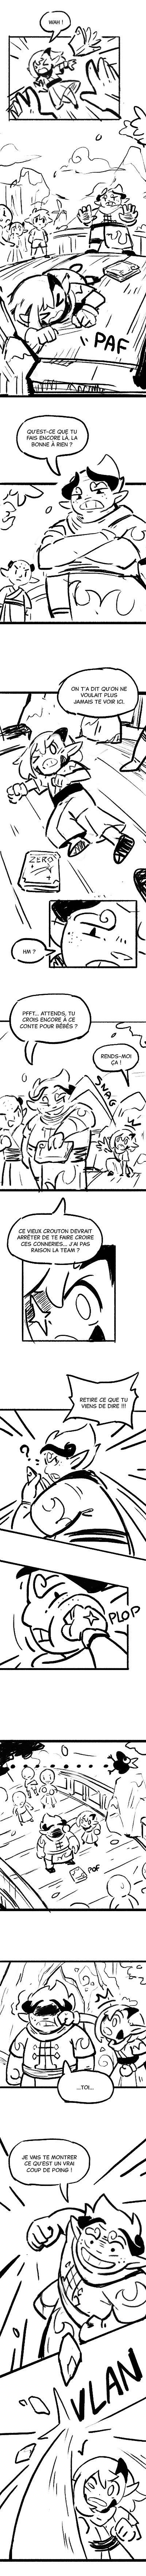 WAH !
PAF
QU'EST-CE QUE TU
FAIS ENCORE LÀ, LA
BONNE À RIEN ?
ON T'A DIT QU'ON NE
VOULAIT PLUS
JAMAIS TE VOIR ICI.
ZERO
HM ?
PFFT... ATTENDS, TU
CROIS ENCORE À CE
CONTE POUR BÉBÉS ?
RENDS-MOI
ÇA !
SNAG
CE VIEUX CROUTON DEVRAIT
ARRÊTER DE TE FAIRE CROIRE
CES CONNERIES... J'AI PAS
RAISON LA TEAM ?
RETIRE CE QUE TU
VIENS DE DIRE !!!
?
PLOP
POF
...TOI...
JE VAIS TE MONTRER
CE QU'EST UN VRAI
COUP DE POING !
VLAN